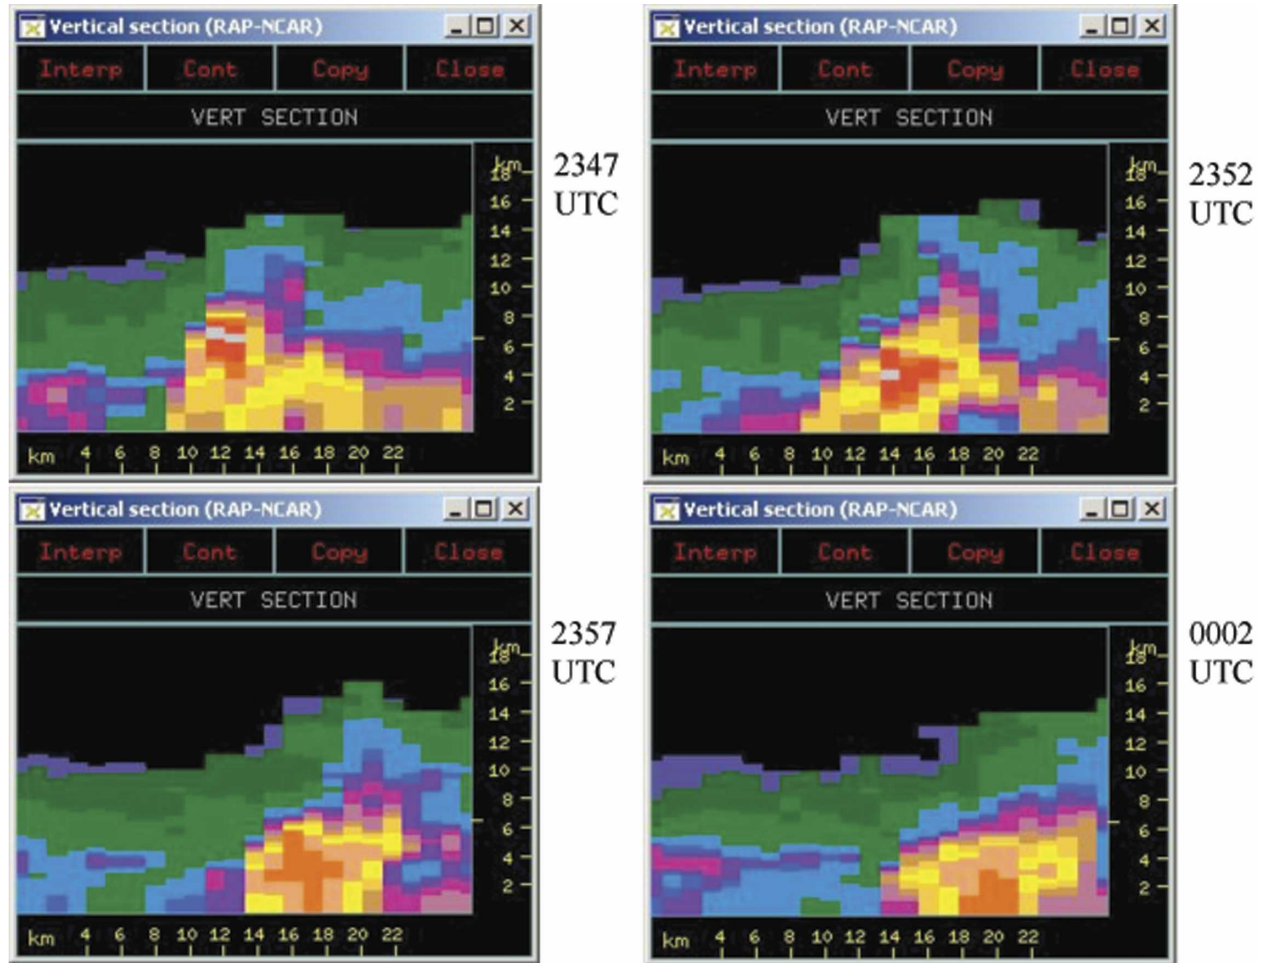 Vertical section (RAP-NCAR)
Interp Cont Copy Close
VERT SECTION
km
18
16
14
12
10
8
6
4
2
km 4 6 8 10 12 14 16 18 20 22
2347
UTC
Vertical section (RAP-NCAR)
Interp Cont Copy Close
VERT SECTION
km
18
16
14
12
10
8
6
4
2
km 4 6 8 10 12 14 16 18 20 22
2352
UTC
Vertical section (RAP-NCAR)
Interp Cont Copy Close
VERT SECTION
km
18
16
14
12
10
8
6
4
2
km 4 6 8 10 12 14 16 18 20 22
2357
UTC
Vertical section (RAP-NCAR)
Interp Cont Copy Close
VERT SECTION
km
18
16
14
12
10
8
6
4
2
km 4 6 8 10 12 14 16 18 20 22
0002
UTC